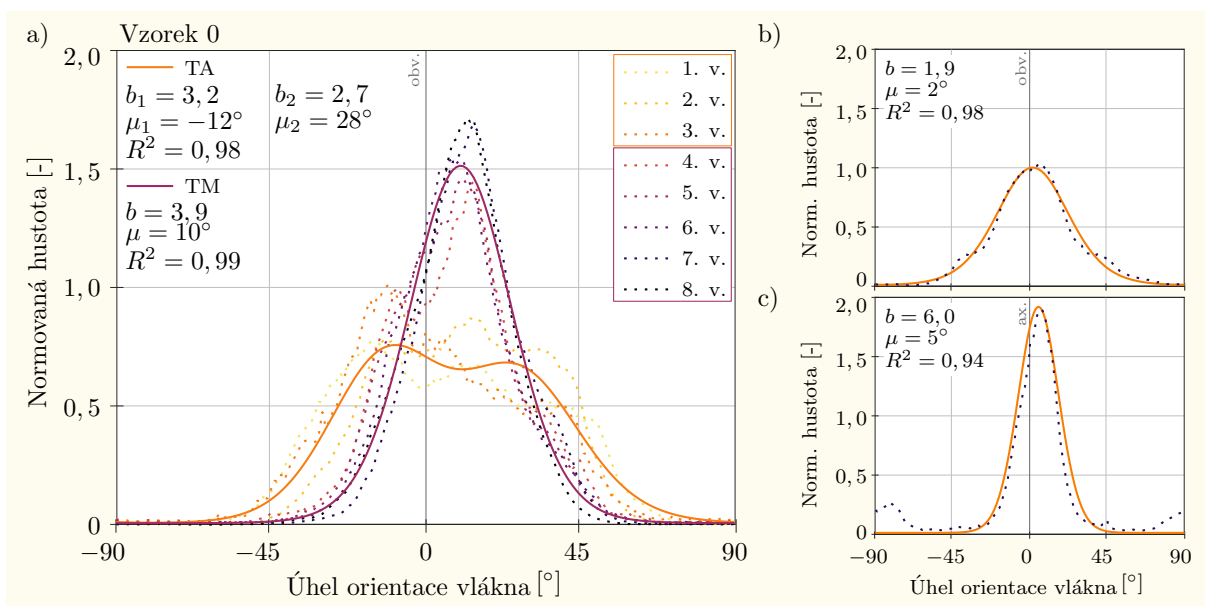 a) Vzorek 0
2,0
1,5
1,0
0,5
0
Normovaná hustota [-]
TA
b₁ = 3,2 b₂ = 2,7
μ₁ = −12° μ₂ = 28°
R² = 0,98
TM
b = 3,9
μ = 10°
R² = 0,99
obv.
1. v.
2. v.
3. v.
4. v.
5. v.
6. v.
7. v.
8. v.
−90 −45 0 45 90
Úhel orientace vlákna [°]
b)
2,0
1,5
1,0
0,5
0
Norm. hustota [-]
b = 1,9
μ = 2°
R² = 0,98
obv.
c)
2,0
1,5
1,0
0,5
0
Norm. hustota [-]
b = 6,0
μ = 5°
R² = 0,94
ax.
−90 −45 0 45 90
Úhel orientace vlákna [°]